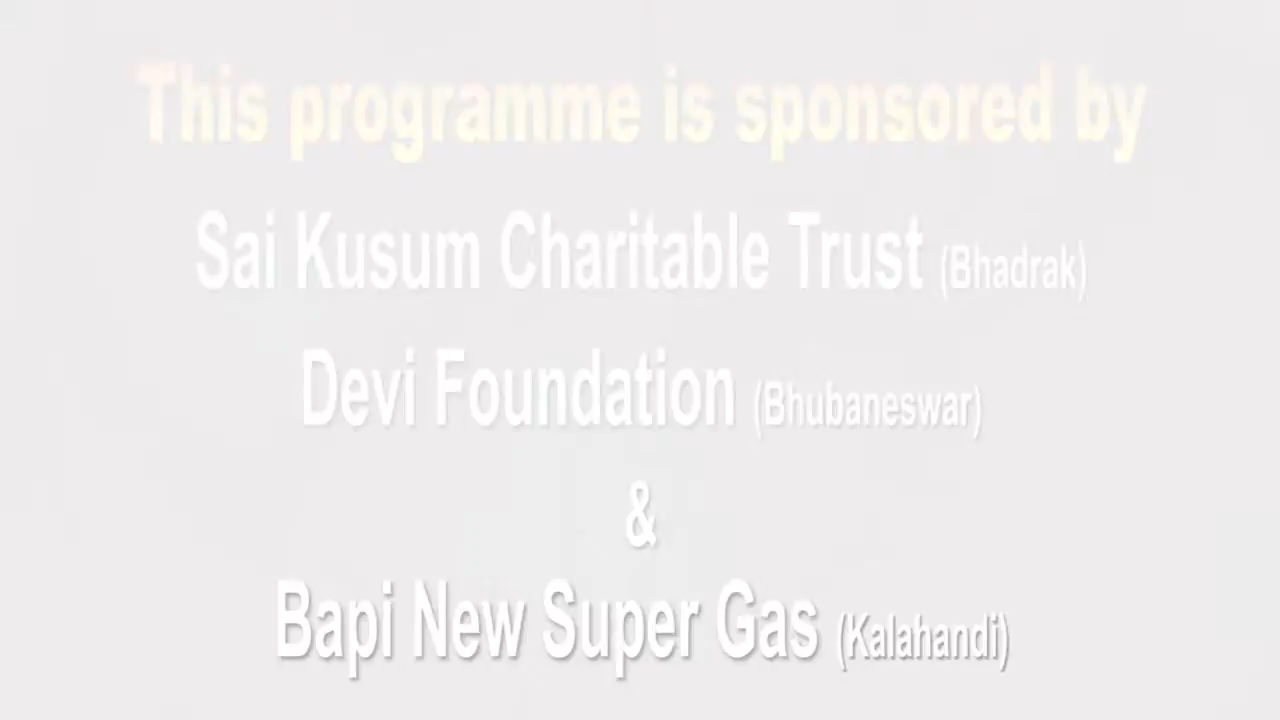 This programme is sponsored by
Sai Kusum Charitable Trust (Bhadrak)
Devi Foundation (Bhubaneswar)
&
Bapi New Super Gas (Kalahandi)